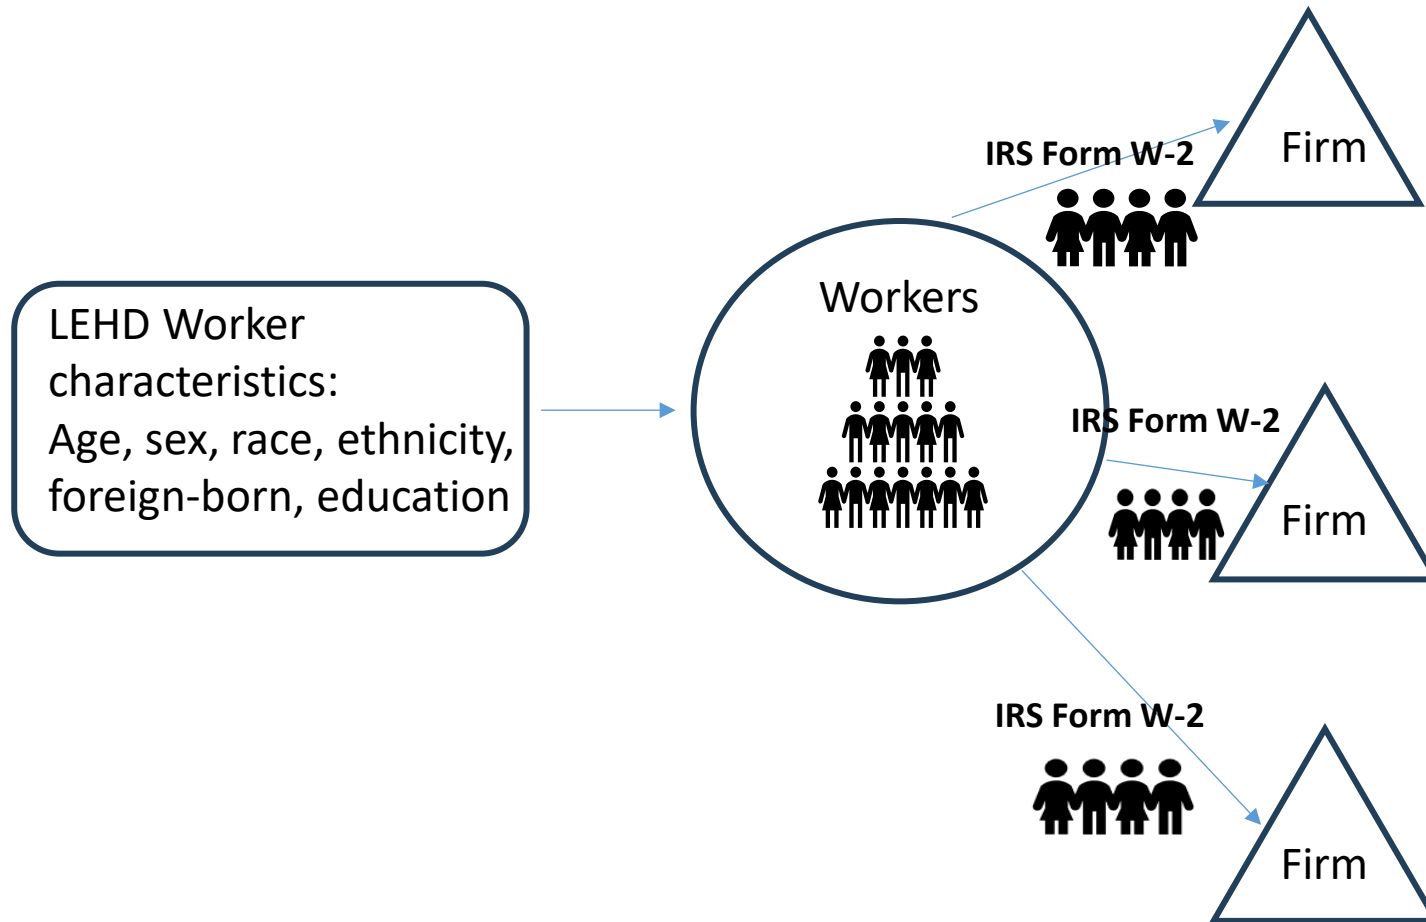 IRS Form W-2
Firm
Workers
LEHD Worker
characteristics:
Age, sex, race, ethnicity,
foreign-born, education
IRS Form W-2
Firm
IRS Form W-2
Firm